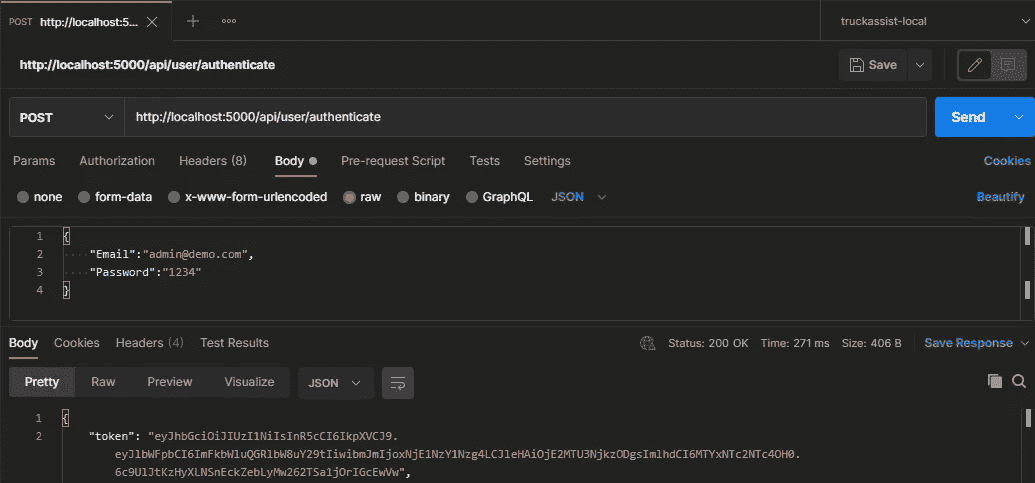 POST http://localhost:5... truckassist-local
http://localhost:5000/api/user/authenticate Save
POST http://localhost:5000/api/user/authenticate Send
Params Authorization Headers (8) Body Pre-request Script Tests Settings Cookies
none form-data x-www-form-urlencoded raw binary GraphQL JSON Beautify
1 {
2 "Email":"admin@demo.com",
3 "Password":"1234"
4 }
Body Cookies Headers (4) Test Results Status: 200 OK Time: 271 ms Size: 406 B Save Response
Pretty Raw Preview Visualize JSON
1 {
2 "token": "eyJhbGciOiJIUzI1NiIsInR5cCI6IkpXVCJ9.
eyJlbWFpbCI6ImFkbWluQGRlbW8uY29tIiwibmJmIjoxNjE1NzY1Nzg4LCJleHAiOjE2MTU3NjkzODgsImlhdCI6MTYxNTc2NTc4OH0.
6c9UlJtKzHyXLNSnEckZebLyMw262TSaljOrIGcEwVw",